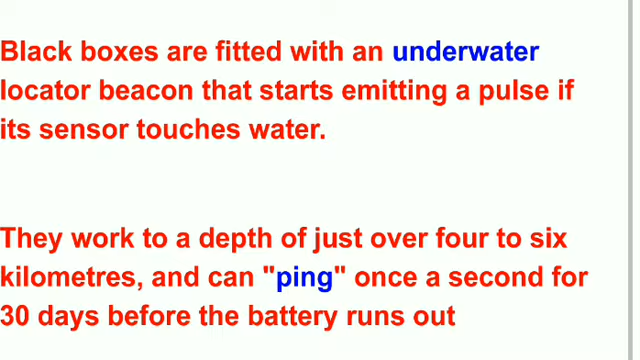 Black boxes are fitted with an underwater
locator beacon that starts emitting a pulse if
its sensor touches water.
They work to a depth of just over four to six
kilometres, and can "ping" once a second for
30 days before the battery runs out